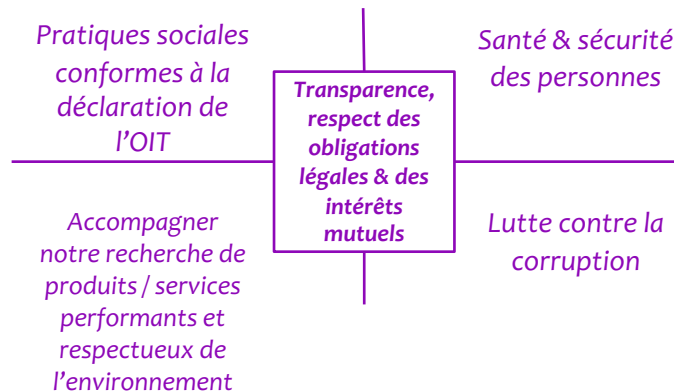 Pratiques sociales
conformes à la
déclaration de
l'OIT
Santé & sécurité
des personnes
Transparence,
respect des
obligations
légales & des
intérêts
mutuels
Accompagner
notre recherche de
produits / services
performants et
respectueux de
l'environnement
Lutte contre la
corruption